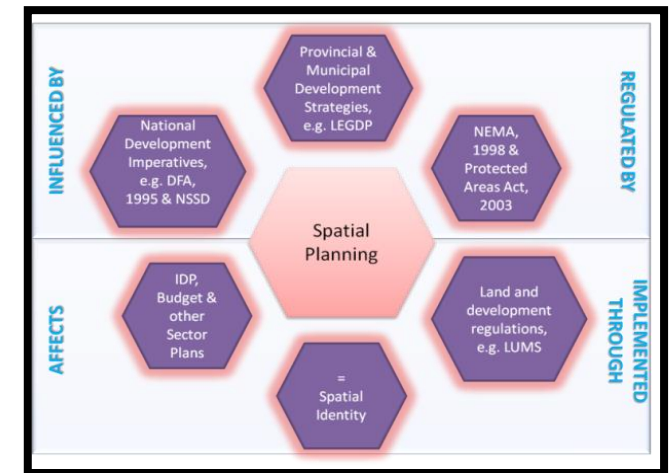 INFLUENCED BY
Provincial &
Municipal
Development
Strategies,
e.g. LEGDP
REGULATED BY
National
Development
Imperatives,
e.g. DFA,
1995 & NSSD
NEMA,
1998 &
Protected
Areas Act,
2003
Spatial
Planning
AFFECTS
IDP,
Budget &
other
Sector
Plans
=
Spatial
Identity
Land and
development
regulations,
e.g. LUMS
IMPLEMENTED
THROUGH